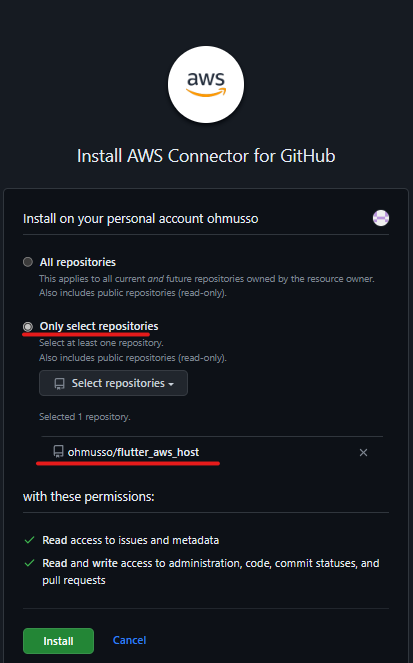 aws
Install AWS Connector for GitHub
Install on your personal account ohmusso
All repositories
This applies to all current and future repositories owned by the resource owner.
Also includes public repositories (read-only).
Only select repositories
Select at least one repository.
Also includes public repositories (read-only).
Select repositories
Selected 1 repository.
ohmusso/flutter_aws_host
with these permissions:
Read access to issues and metadata
Read and write access to administration, code, commit statuses, and
pull requests
Install Cancel